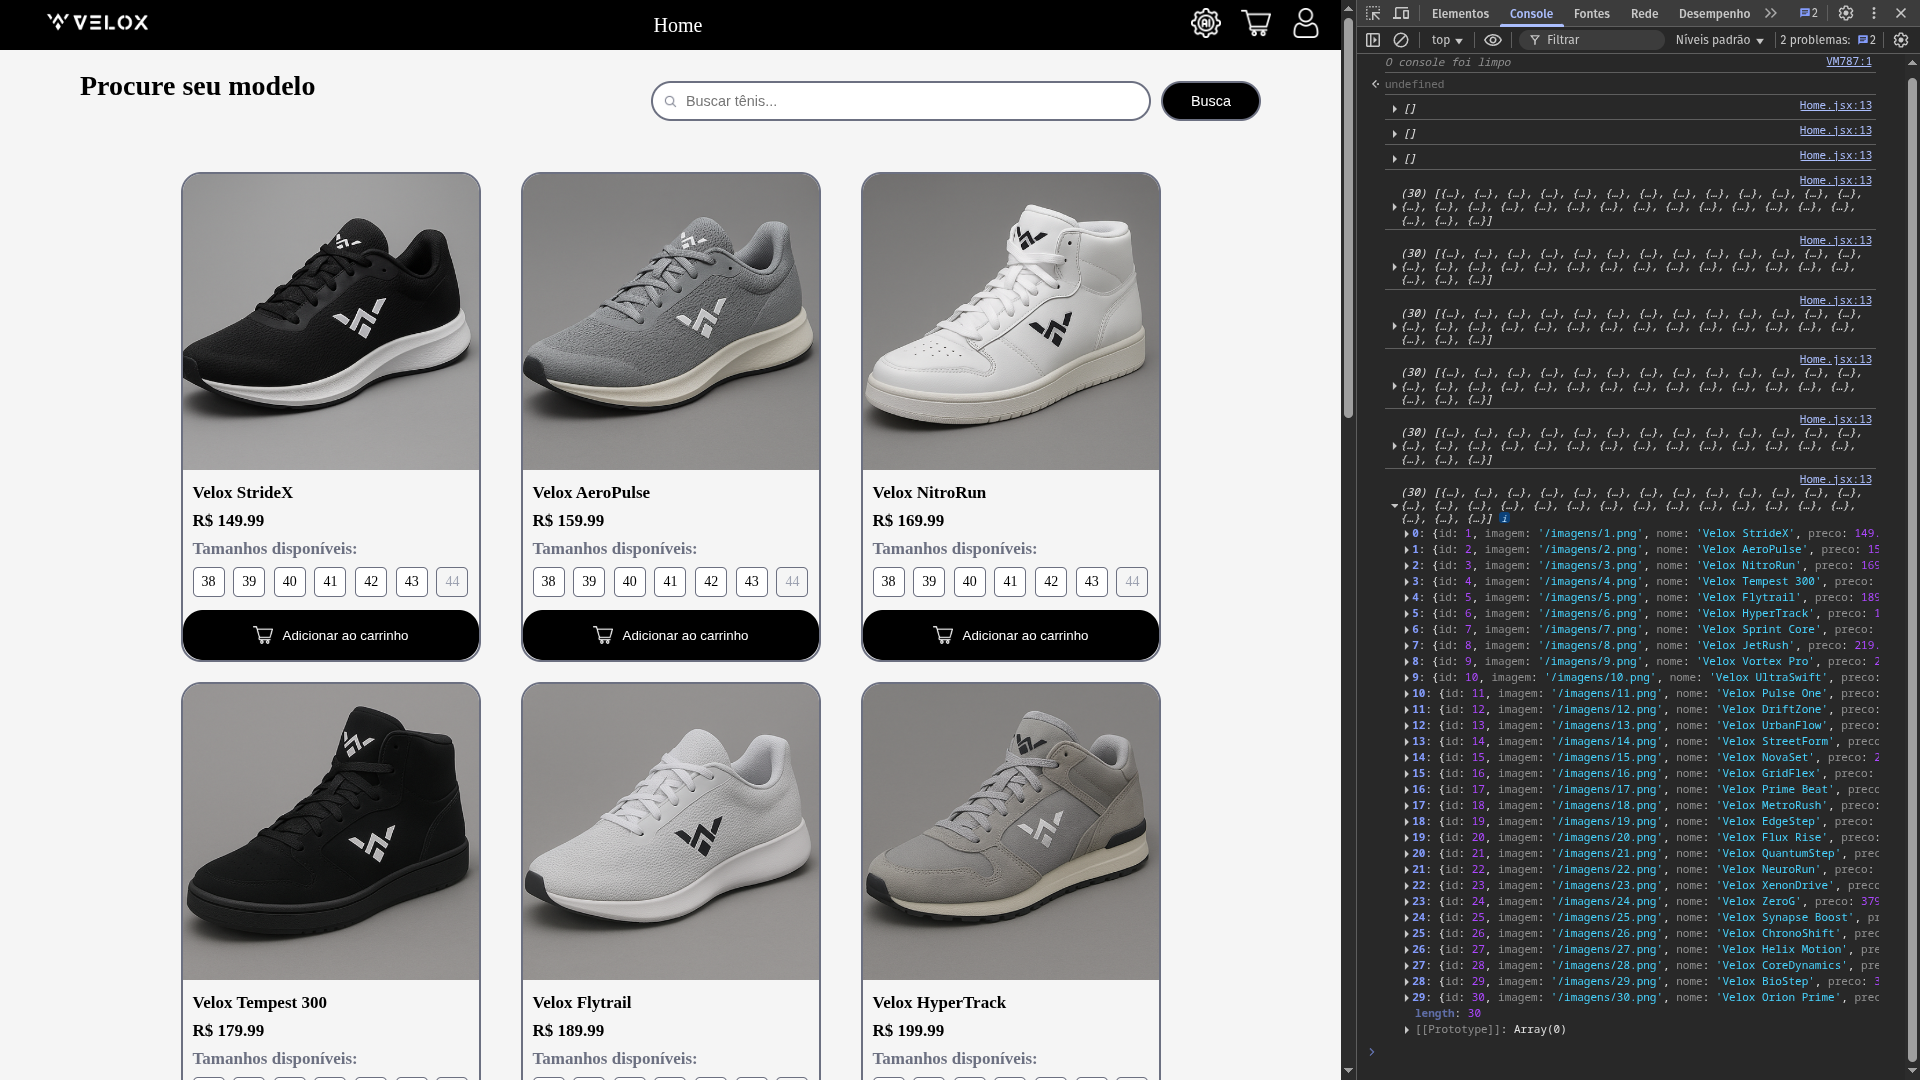 VELOX
Home
AI
Procure seu modelo
Buscar tênis...
Busca
Velox StrideX
R$ 149.99
Tamanhos disponíveis:
38 39 40 41 42 43 44
Adicionar ao carrinho
Velox AeroPulse
R$ 159.99
Tamanhos disponíveis:
38 39 40 41 42 43 44
Adicionar ao carrinho
Velox NitroRun
R$ 169.99
Tamanhos disponíveis:
38 39 40 41 42 43 44
Adicionar ao carrinho
Velox Tempest 300
R$ 179.99
Tamanhos disponíveis:
Velox Flytrail
R$ 189.99
Tamanhos disponíveis:
Velox HyperTrack
R$ 199.99
Tamanhos disponíveis:
Elementos Console Fontes Rede Desempenho 2
top Filtrar Níveis padrão 2 problemas: 2
O console foi limpo VM787:1
undefined
[] Home.jsx:13
[] Home.jsx:13
[] Home.jsx:13
Home.jsx:13
(30) [{…}, {…}, {…}, {…}, {…}, {…}, {…}, {…}, {…}, {…}, {…}, {…}, {…},
{…}, {…}, {…}, {…}, {…}, {…}, {…}, {…}, {…}, {…}, {…}, {…}, {…}, {…},
{…}, {…}, {…}]
Home.jsx:13
(30) [{…}, {…}, {…}, {…}, {…}, {…}, {…}, {…}, {…}, {…}, {…}, {…}, {…},
{…}, {…}, {…}, {…}, {…}, {…}, {…}, {…}, {…}, {…}, {…}, {…}, {…}, {…},
{…}, {…}, {…}]
Home.jsx:13
(30) [{…}, {…}, {…}, {…}, {…}, {…}, {…}, {…}, {…}, {…}, {…}, {…}, {…},
{…}, {…}, {…}, {…}, {…}, {…}, {…}, {…}, {…}, {…}, {…}, {…}, {…}, {…},
{…}, {…}, {…}]
Home.jsx:13
(30) [{…}, {…}, {…}, {…}, {…}, {…}, {…}, {…}, {…}, {…}, {…}, {…}, {…},
{…}, {…}, {…}, {…}, {…}, {…}, {…}, {…}, {…}, {…}, {…}, {…}, {…}, {…},
{…}, {…}, {…}]
Home.jsx:13
(30) [{…}, {…}, {…}, {…}, {…}, {…}, {…}, {…}, {…}, {…}, {…}, {…}, {…},
{…}, {…}, {…}, {…}, {…}, {…}, {…}, {…}, {…}, {…}, {…}, {…}, {…}, {…},
{…}, {…}, {…}]
Home.jsx:13
(30) [{…}, {…}, {…}, {…}, {…}, {…}, {…}, {…}, {…}, {…}, {…}, {…}, {…},
{…}, {…}, {…}, {…}, {…}, {…}, {…}, {…}, {…}, {…}, {…}, {…}, {…}, {…},
{…}, {…}, {…}] i
0: {id: 1, imagem: '/imagens/1.png', nome: 'Velox StrideX', preco: 149.
1: {id: 2, imagem: '/imagens/2.png', nome: 'Velox AeroPulse', preco: 15
2: {id: 3, imagem: '/imagens/3.png', nome: 'Velox NitroRun', preco: 169
3: {id: 4, imagem: '/imagens/4.png', nome: 'Velox Tempest 300', preco:
4: {id: 5, imagem: '/imagens/5.png', nome: 'Velox Flytrail', preco: 189
5: {id: 6, imagem: '/imagens/6.png', nome: 'Velox HyperTrack', preco: 1
6: {id: 7, imagem: '/imagens/7.png', nome: 'Velox Sprint Core', preco:
7: {id: 8, imagem: '/imagens/8.png', nome: 'Velox JetRush', preco: 219.
8: {id: 9, imagem: '/imagens/9.png', nome: 'Velox Vortex Pro', preco: 2
9: {id: 10, imagem: '/imagens/10.png', nome: 'Velox UltraSwift', preco:
10: {id: 11, imagem: '/imagens/11.png', nome: 'Velox Pulse One', preco:
11: {id: 12, imagem: '/imagens/12.png', nome: 'Velox DriftZone', preco:
12: {id: 13, imagem: '/imagens/13.png', nome: 'Velox UrbanFlow', preco:
13: {id: 14, imagem: '/imagens/14.png', nome: 'Velox StreetForm', preco
14: {id: 15, imagem: '/imagens/15.png', nome: 'Velox NovaSet', preco: 2
15: {id: 16, imagem: '/imagens/16.png', nome: 'Velox GridFlex', preco:
16: {id: 17, imagem: '/imagens/17.png', nome: 'Velox Prime Beat', preco
17: {id: 18, imagem: '/imagens/18.png', nome: 'Velox MetroRush', preco:
18: {id: 19, imagem: '/imagens/19.png', nome: 'Velox EdgeStep', preco:
19: {id: 20, imagem: '/imagens/20.png', nome: 'Velox Flux Rise', preco:
20: {id: 21, imagem: '/imagens/21.png', nome: 'Velox QuantumStep', prec
21: {id: 22, imagem: '/imagens/22.png', nome: 'Velox NeuroRun', preco:
22: {id: 23, imagem: '/imagens/23.png', nome: 'Velox XenonDrive', preco
23: {id: 24, imagem: '/imagens/24.png', nome: 'Velox ZeroG', preco: 379
24: {id: 25, imagem: '/imagens/25.png', nome: 'Velox Synapse Boost', pr
25: {id: 26, imagem: '/imagens/26.png', nome: 'Velox ChronoShift', prec
26: {id: 27, imagem: '/imagens/27.png', nome: 'Velox Helix Motion', pre
27: {id: 28, imagem: '/imagens/28.png', nome: 'Velox CoreDynamics', pre
28: {id: 29, imagem: '/imagens/29.png', nome: 'Velox BioStep', preco: 3
29: {id: 30, imagem: '/imagens/30.png', nome: 'Velox Orion Prime', prec
length: 30
[[Prototype]]: Array(0)